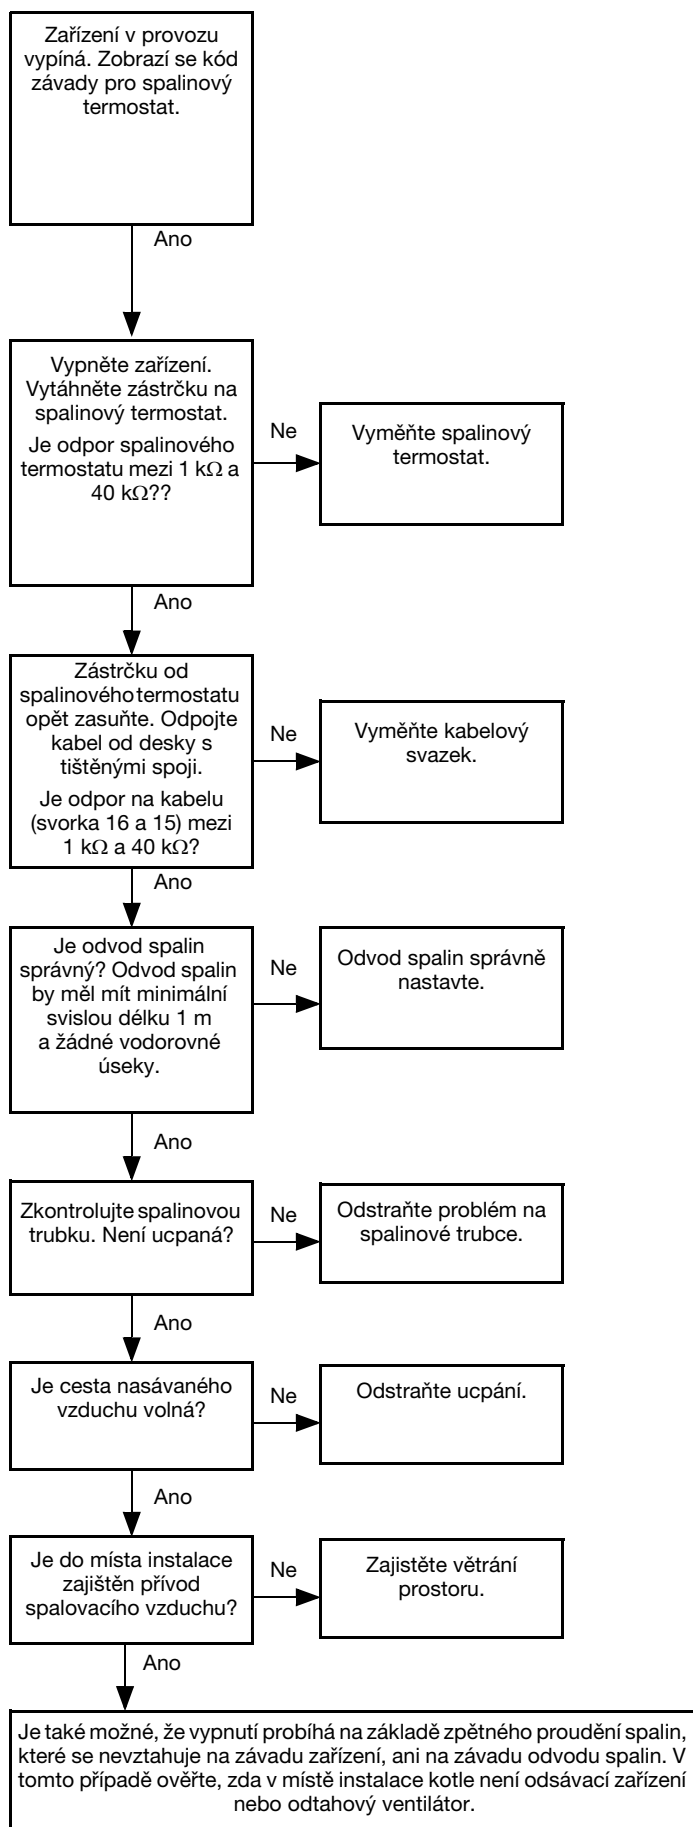 Zařízení v provozu
vypíná. Zobrazí se kód
závady pro spalinový
termostat.
Ano
Vypněte zařízení.
Vytáhněte zástrčku na
spalinový termostat.
Je odpor spalinového
termostatu mezi 1 kΩ a
40 kΩ??
Ne
Vyměňte spalinový
termostat.
Ano
Zástrčku od
spalinového termostatu
opět zasuňte. Odpojte
kabel od desky s
tištěnými spoji.
Je odpor na kabelu
(svorka 16 a 15) mezi
1 kΩ a 40 kΩ?
Ne
Vyměňte kabelový
svazek.
Ano
Je odvod spalin
správný? Odvod spalin
by měl mít minimální
svislou délku 1 m
a žádné vodorovné
úseky.
Ne
Odvod spalin správně
nastavte.
Ano
Zkontrolujte spalinovou
trubku. Není ucpaná?
Ne
Odstraňte problém na
spalinové trubce.
Ano
Je cesta nasávaného
vzduchu volná?
Ne
Odstraňte ucpání.
Ano
Je do místa instalace
zajištěn přívod
spalovacího vzduchu?
Ne
Zajistěte větrání
prostoru.
Ano
Je také možné, že vypnutí probíhá na základě zpětného proudění spalin,
které se nevztahuje na závadu zařízení, ani na závadu odvodu spalin. V
tomto případě ověřte, zda v místě instalace kotle není odsávací zařízení
nebo odtahový ventilátor.